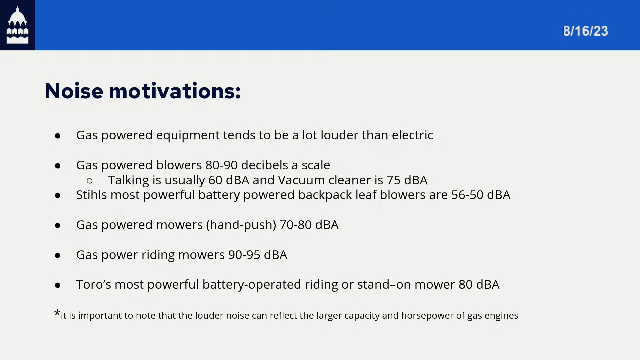 8/16/23
Noise motivations:
● Gas powered equipment tends to be a lot louder than electric
● Gas powered blowers 80-90 decibels a scale
○ Talking is usually 60 dBA and Vacuum cleaner is 75 dBA
● Stihls most powerful battery powered backpack leaf blowers are 56-50 dBA
● Gas powered mowers (hand-push) 70-80 dBA
● Gas power riding mowers 90-95 dBA
● Toro's most powerful battery-operated riding or stand–on mower 80 dBA
*It is important to note that the louder noise can reflect the larger capacity and horsepower of gas engines